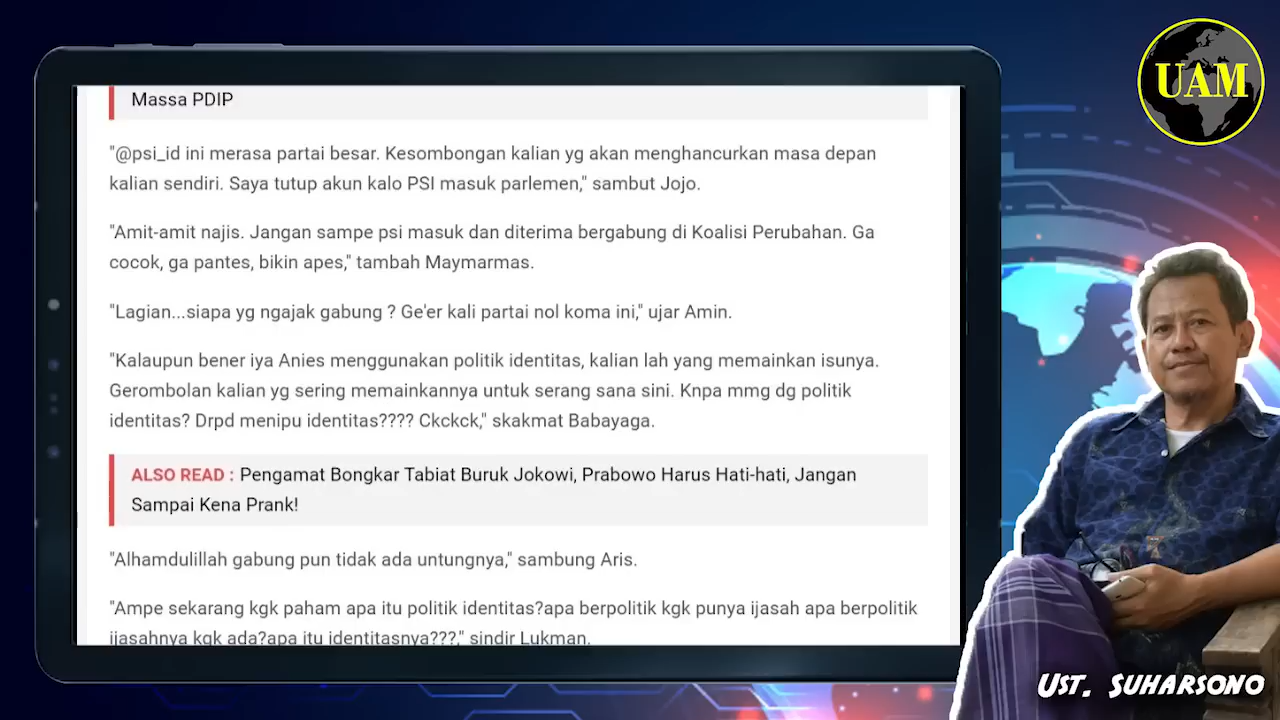 UAM
Massa PDIP
"@psi_id ini merasa partai besar. Kesombongan kalian yg akan menghancurkan masa depan
kalian sendiri. Saya tutup akun kalo PSI masuk parlemen," sambut Jojo.
"Amit-amit najis. Jangan sampe psi masuk dan diterima bergabung di Koalisi Perubahan. Ga
cocok, ga pantes, bikin apes," tambah Maymarmas.
"Lagian...siapa yg ngajak gabung ? Ge'er kali partai nol koma ini," ujar Amin.
"Kalaupun bener iya Anies menggunakan politik identitas, kalian lah yang memainkan isunya.
Gerombolan kalian yg sering memainkannya untuk serang sana sini. Knpa mmg dg politik
identitas? Drpd menipu identitas???? Ckckck," skakmat Babayaga.
ALSO READ : Pengamat Bongkar Tabiat Buruk Jokowi, Prabowo Harus Hati-hati, Jangan
Sampai Kena Prank!
"Alhamdulillah gabung pun tidak ada untungnya," sambung Aris.
"Ampe sekarang kgk paham apa itu politik identitas?apa berpolitik kgk punya ijasah apa berpolitik
ijasahnya kgk ada?apa itu identitasnya???," sindir Lukman.
UST. SUHARSONO